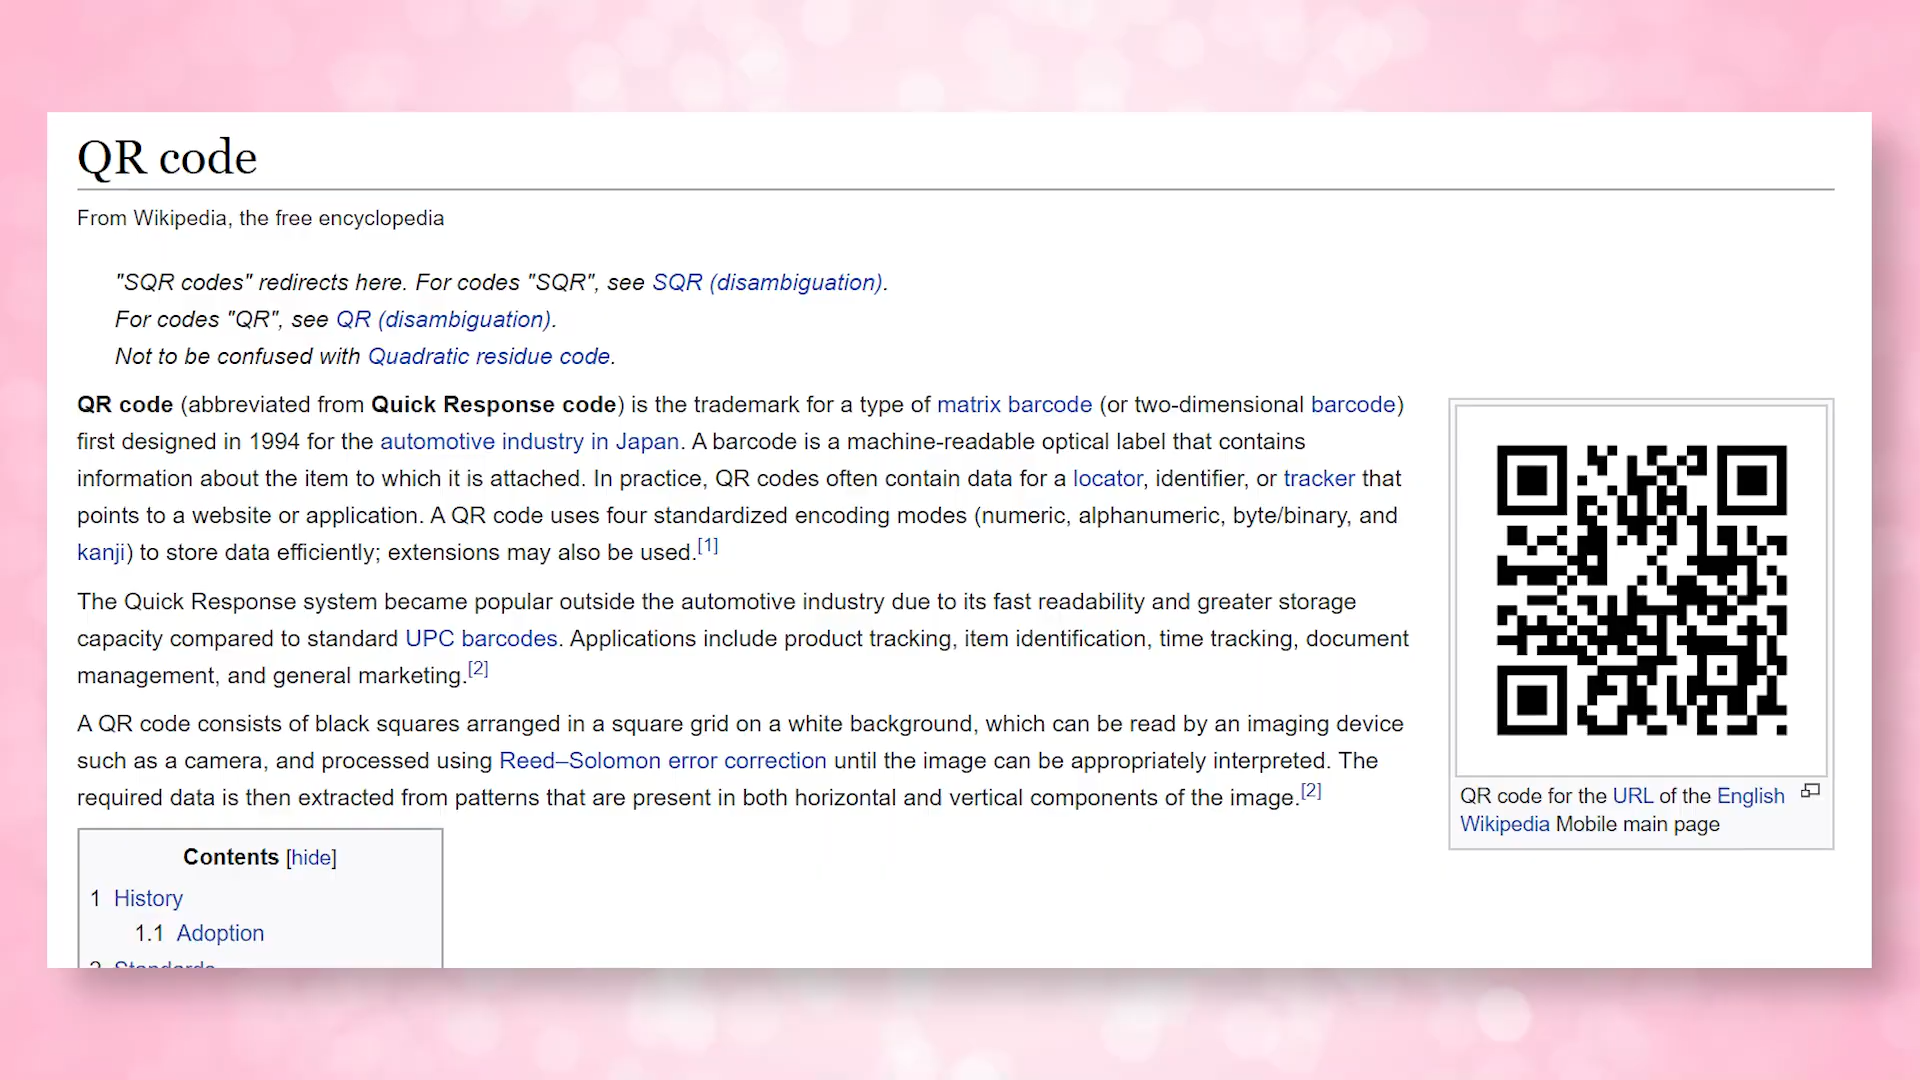 QR code
From Wikipedia, the free encyclopedia
"SQR codes" redirects here. For codes "SQR", see SQR (disambiguation).
For codes "QR", see QR (disambiguation).
Not to be confused with Quadratic residue code.
QR code (abbreviated from Quick Response code) is the trademark for a type of matrix barcode (or two-dimensional barcode)
first designed in 1994 for the automotive industry in Japan. A barcode is a machine-readable optical label that contains
information about the item to which it is attached. In practice, QR codes often contain data for a locator, identifier, or tracker that
points to a website or application. A QR code uses four standardized encoding modes (numeric, alphanumeric, byte/binary, and
kanji) to store data efficiently; extensions may also be used.[1]
The Quick Response system became popular outside the automotive industry due to its fast readability and greater storage
capacity compared to standard UPC barcodes. Applications include product tracking, item identification, time tracking, document
management, and general marketing.[2]
A QR code consists of black squares arranged in a square grid on a white background, which can be read by an imaging device
such as a camera, and processed using Reed–Solomon error correction until the image can be appropriately interpreted. The
required data is then extracted from patterns that are present in both horizontal and vertical components of the image.[2]
QR code for the URL of the English
Wikipedia Mobile main page
Contents [hide]
1 History
1.1 Adoption
2 Standards